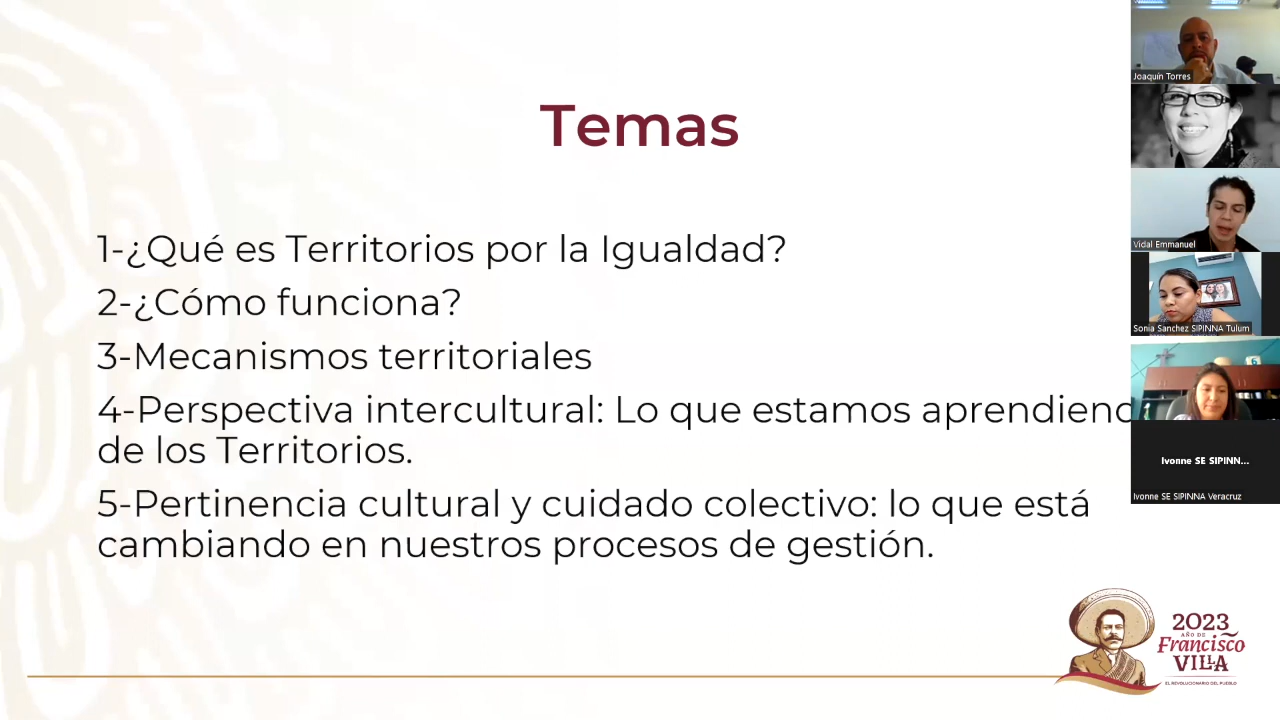 Temas
1-¿Qué es Territorios por la Igualdad?
2-¿Cómo funciona?
3-Mecanismos territoriales
4-Perspectiva intercultural: Lo que estamos aprendiend
de los Territorios.
5-Pertinencia cultural y cuidado colectivo: lo que está
cambiando en nuestros procesos de gestión.
Joaquín Torres
Vidal Emmanuel
Sonia Sanchez SIPINNA Tulum
Ivonne SE SIPINN...
Ivonne SE SIPINNA Veracruz
2023
AÑO DE
Francisco
VILLA
EL REVOLUCIONARIO DEL PUEBLO